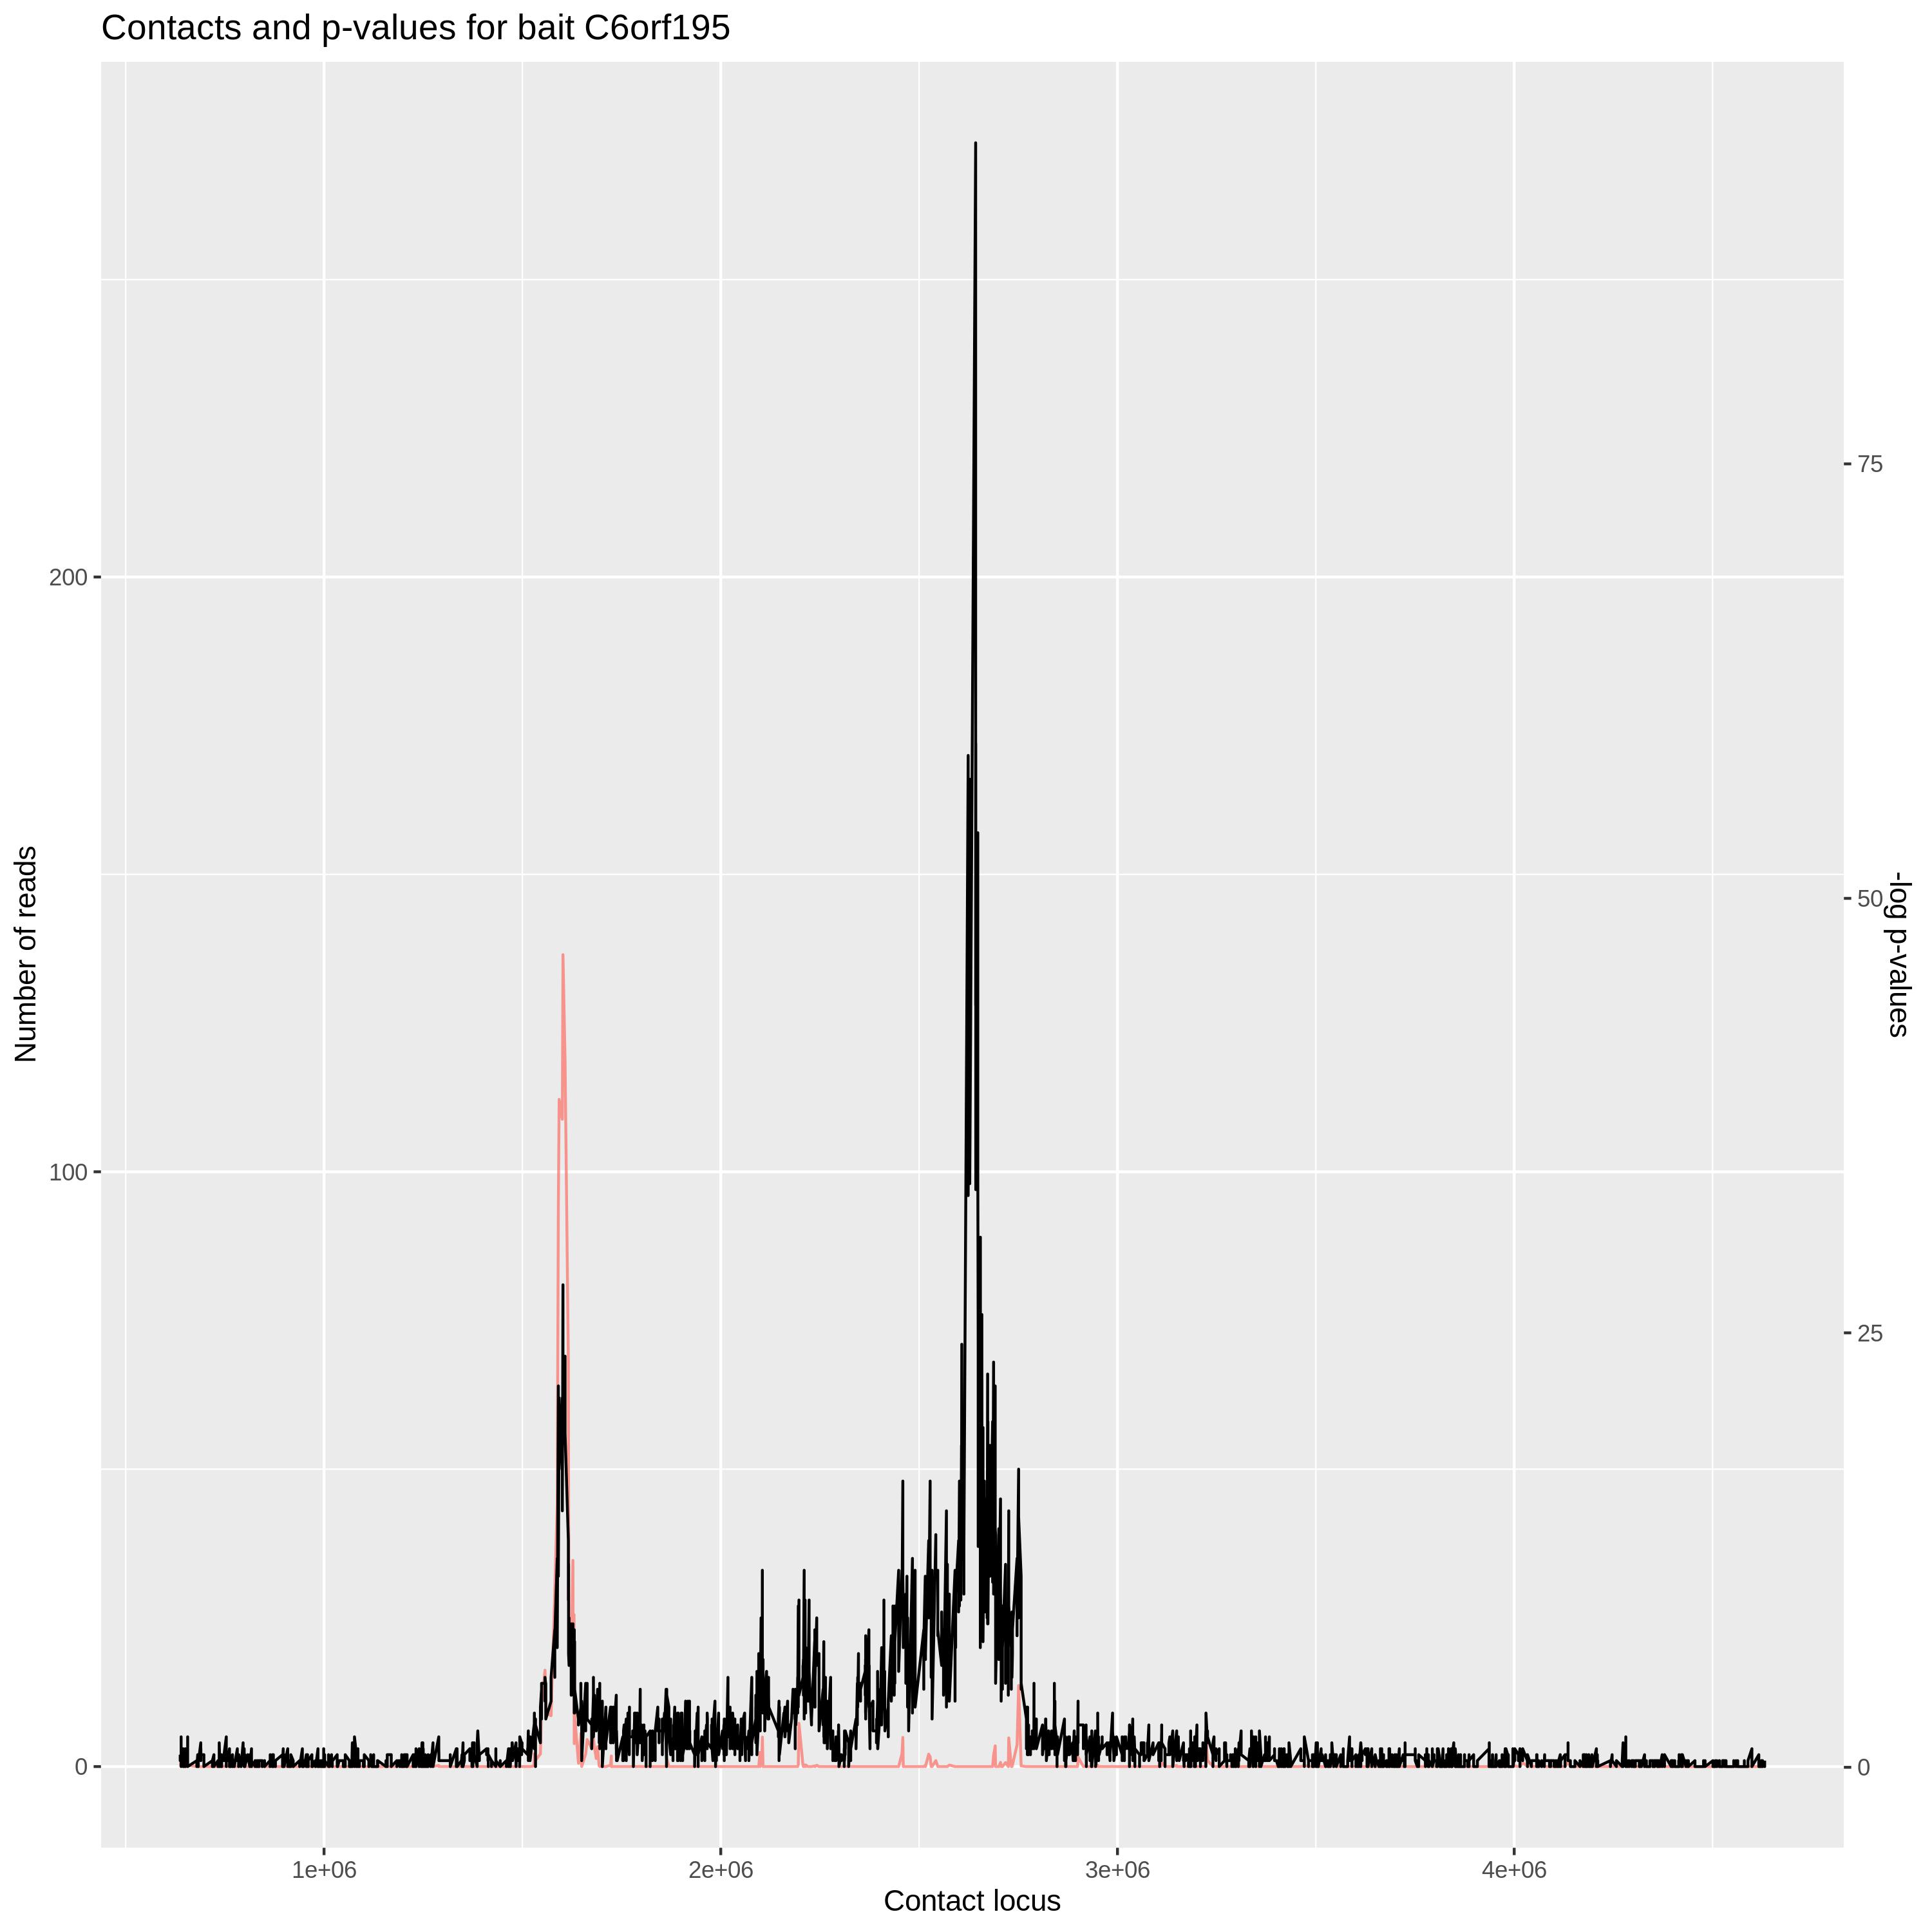 Contacts and p-values for bait C6orf195
Number of reads
200
100
0
75
50
25
0
-log p-values
1e+06
2e+06
3e+06
4e+06
Contact locus